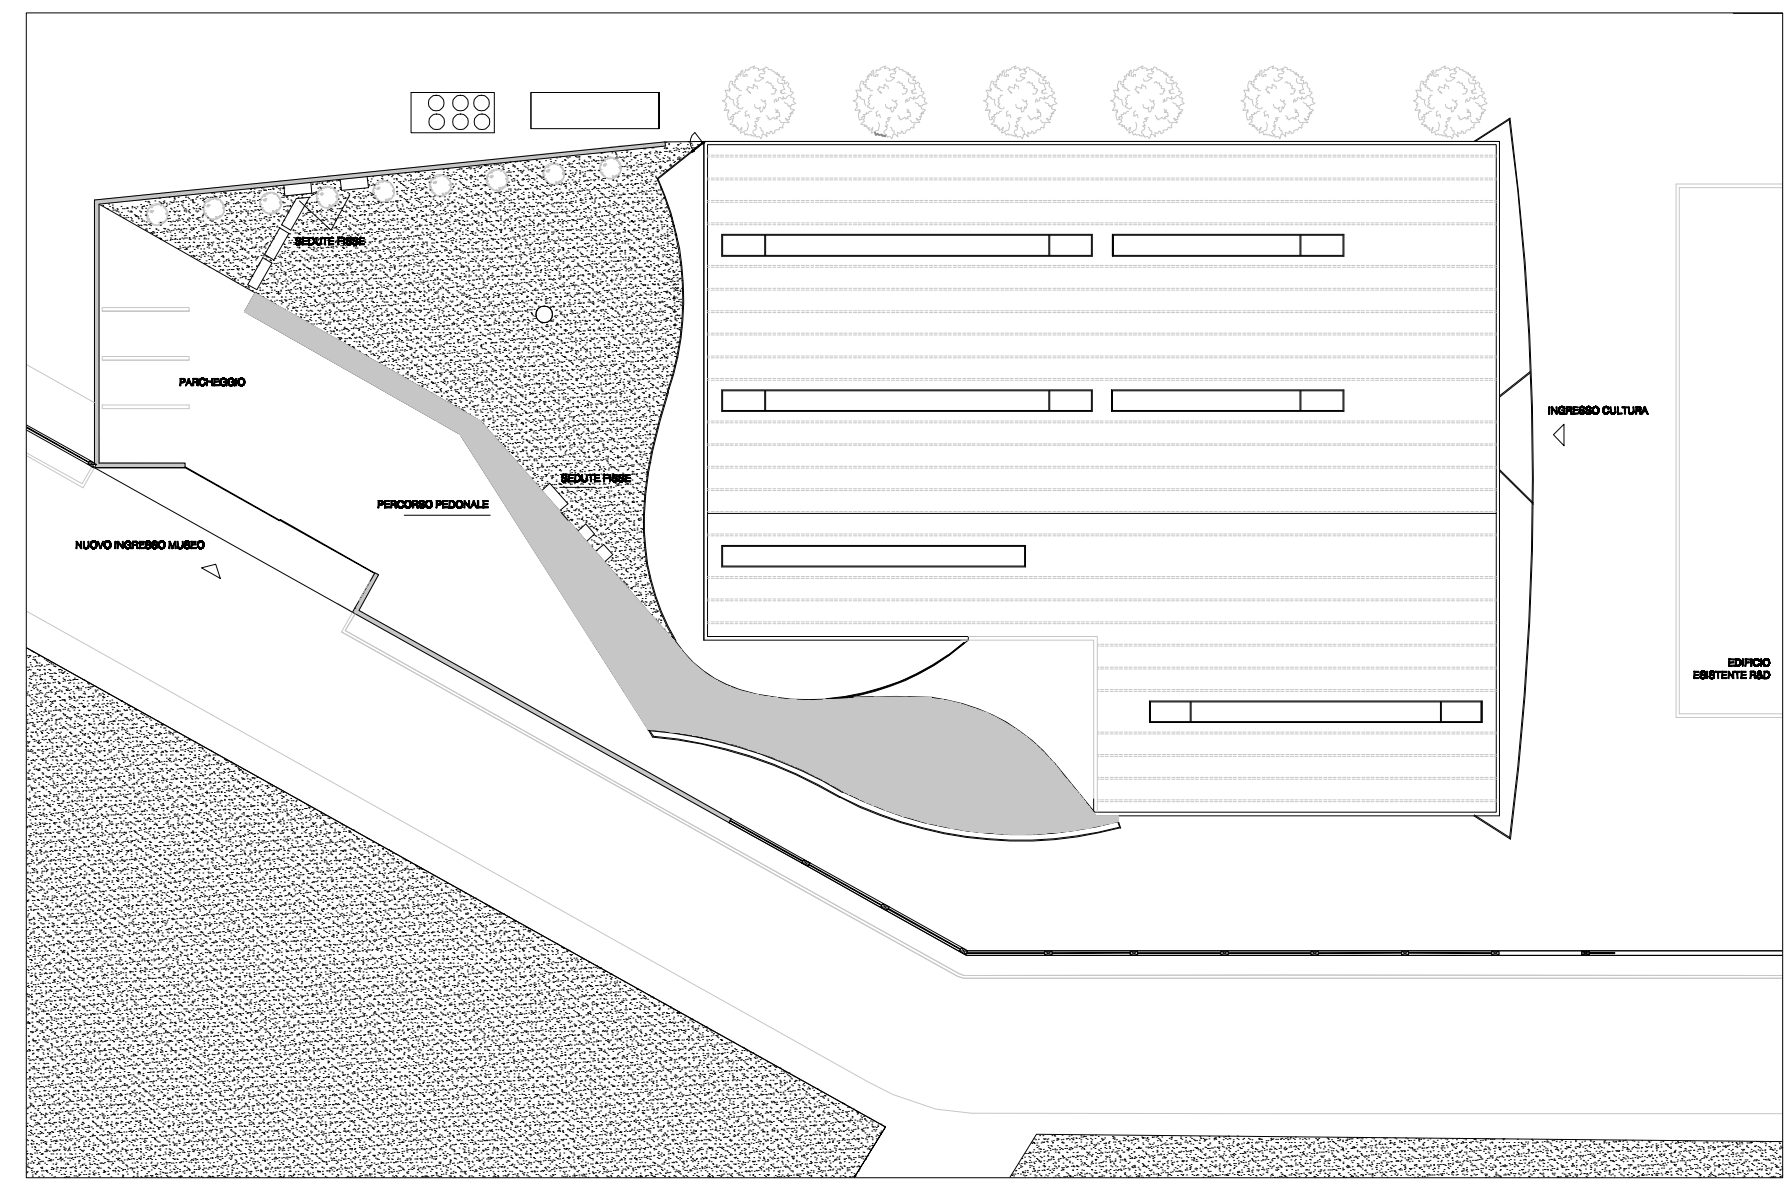 SEDUTE FISSE
PARCHEGGIO
INGRESSO CULTURA
SEDUTE FISSE
PERCORSO PEDONALE
NUOVO INGRESSO MUSEO
EDIFICIO
ESISTENTE R&D